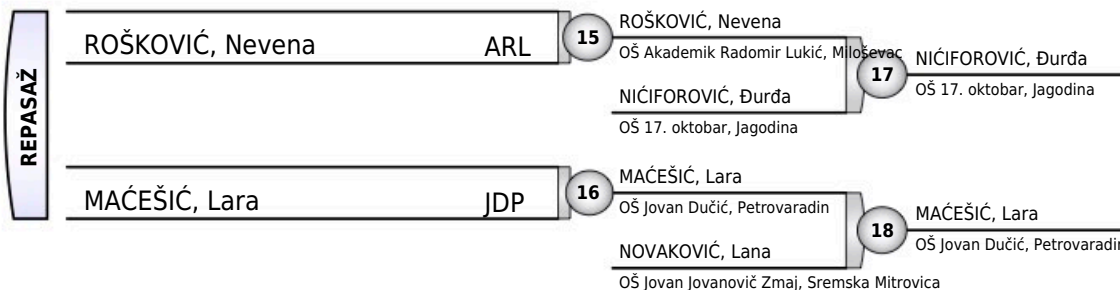 REPASAŽ
ROŠKOVIĆ, Nevena ARL
15
ROŠKOVIĆ, Nevena
OŠ Akademik Radomir Lukić, Miloševac
NIĆIFOROVIĆ, Đurđa
OŠ 17. oktobar, Jagodina
17
NIĆIFOROVIĆ, Đurđa
OŠ 17. oktobar, Jagodina
MAĆEŠIĆ, Lara JDP
16
MAĆEŠIĆ, Lara
OŠ Jovan Dučić, Petrovaradin
NOVAKOVIĆ, Lana
OŠ Jovan Jovanovič Zmaj, Sremska Mitrovica
18
MAĆEŠIĆ, Lara
OŠ Jovan Dučić, Petrovaradin